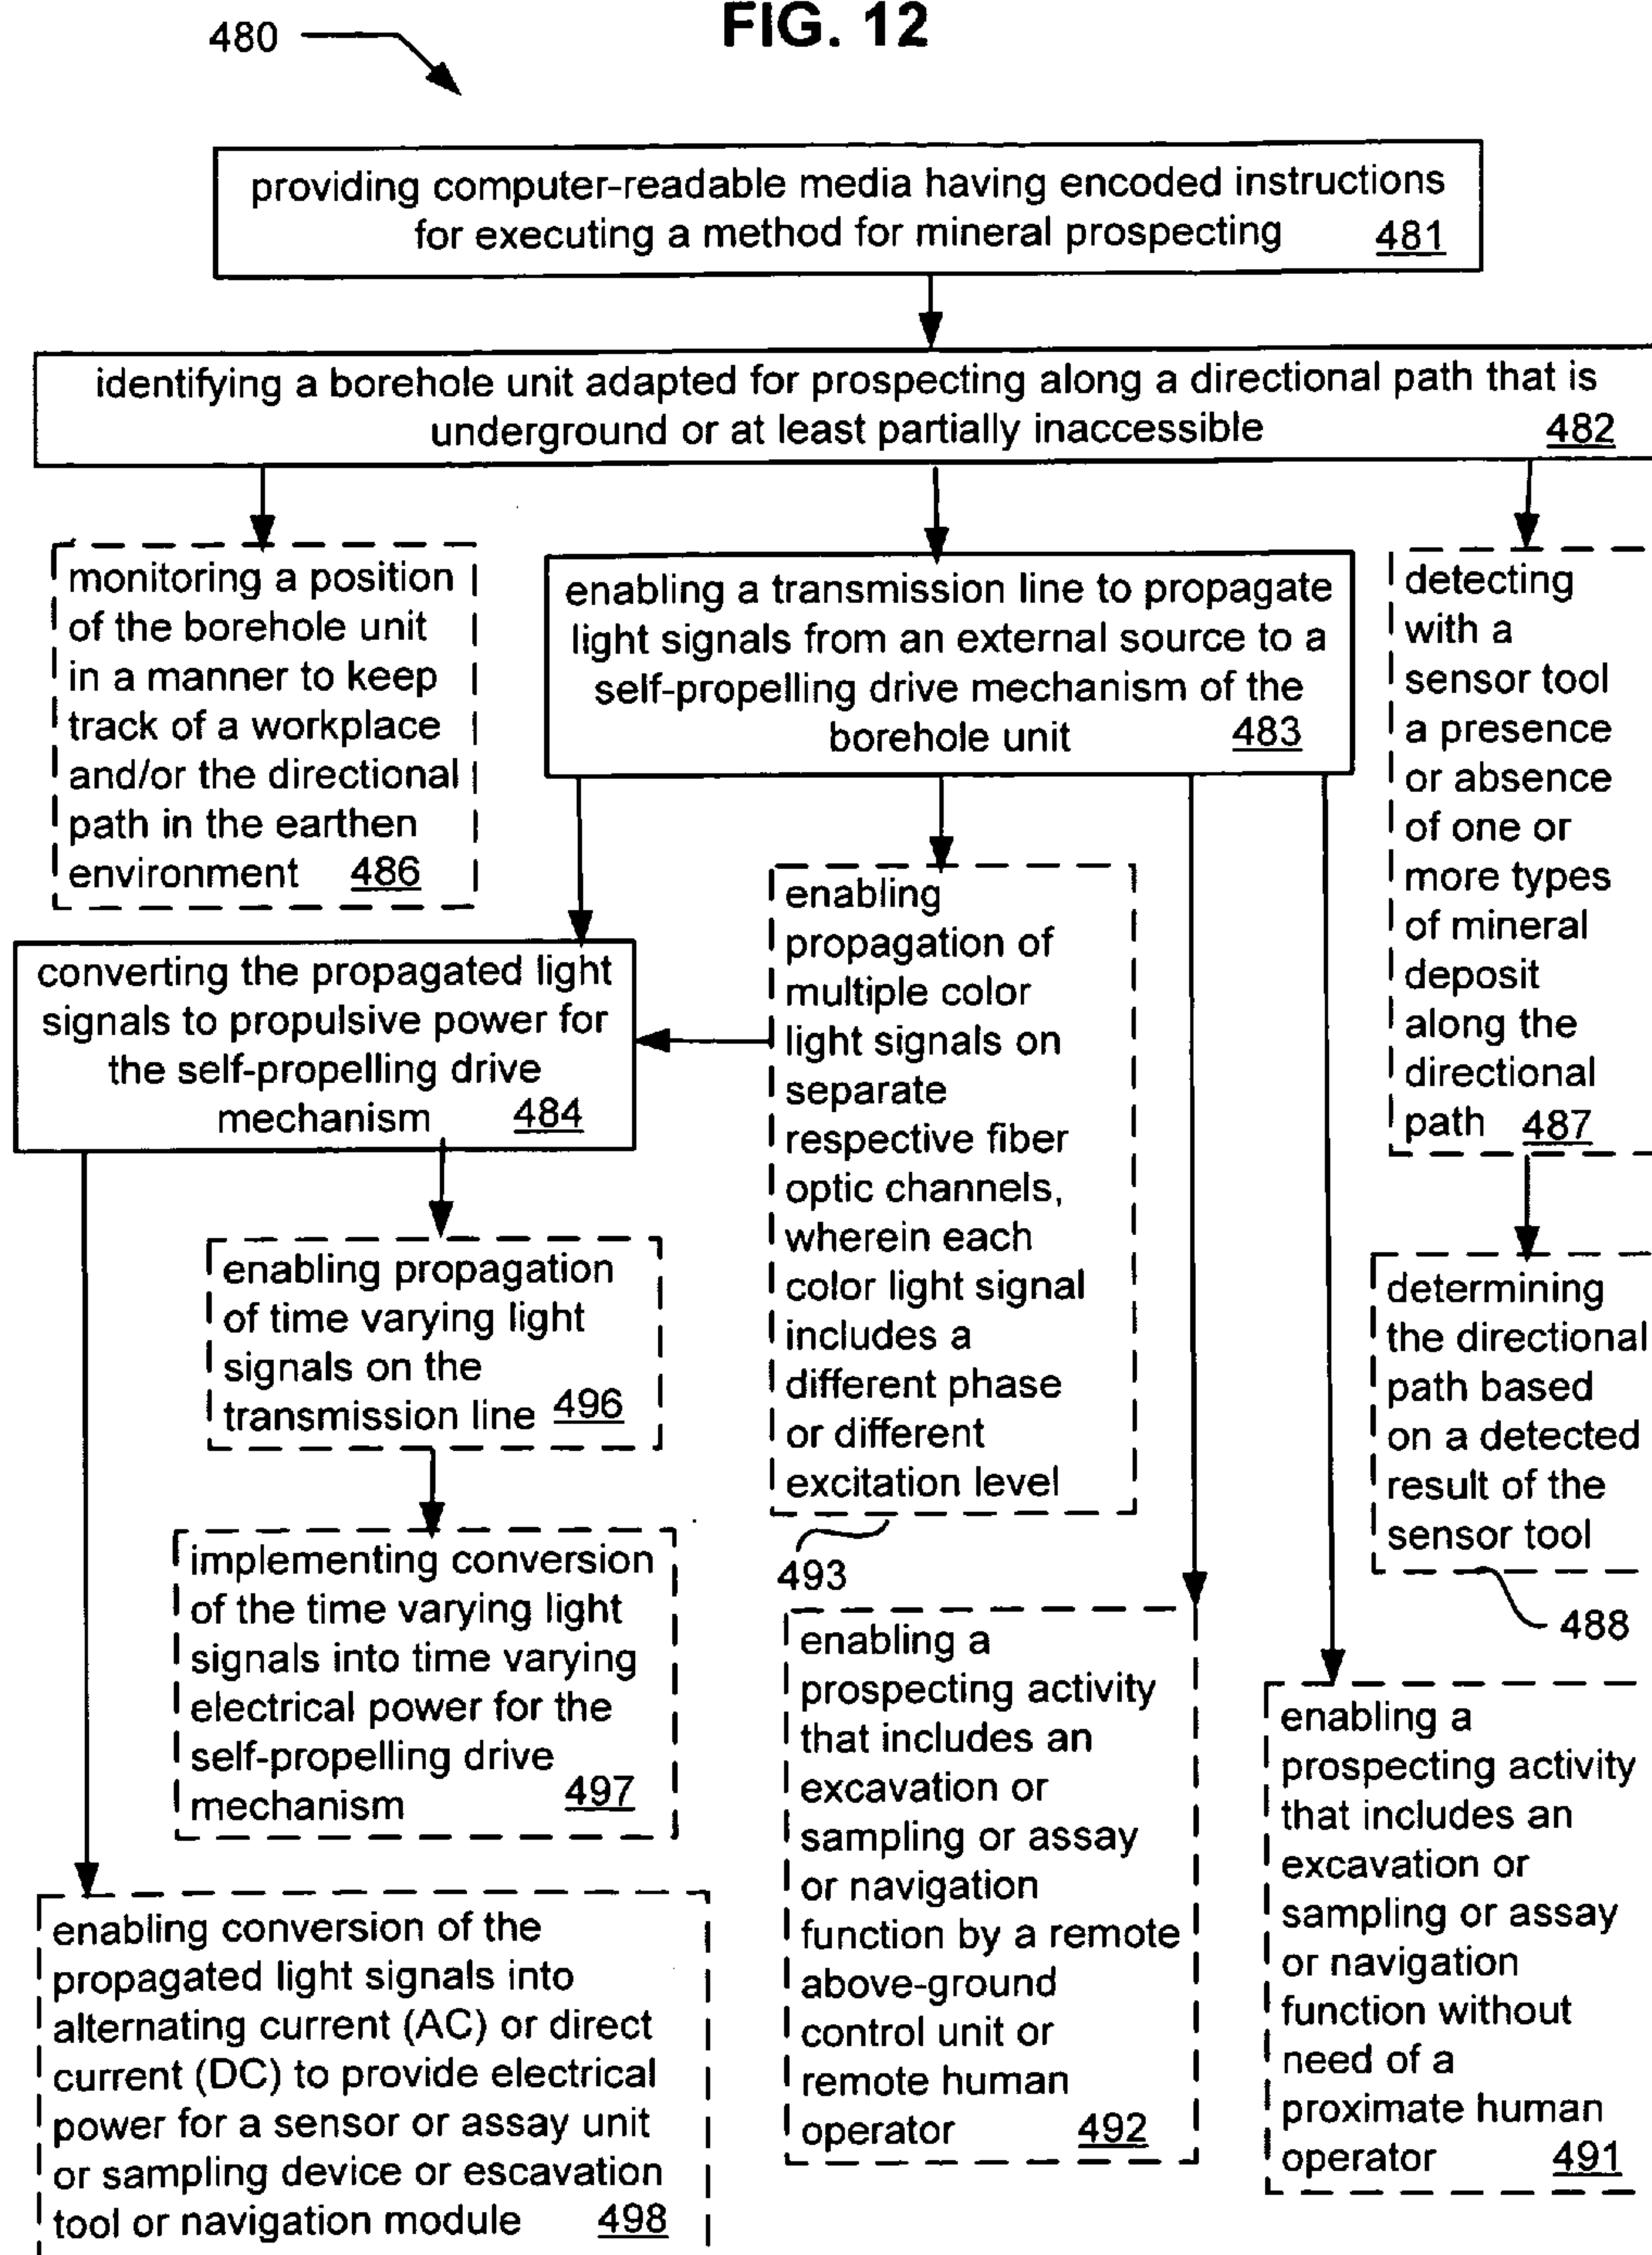 FIG. 12
480
providing computer-readable media having encoded instructions
for executing a method for mineral prospecting 481
identifying a borehole unit adapted for prospecting along a directional path that is
underground or at least partially inaccessible 482
monitoring a position
of the borehole unit
in a manner to keep
track of a workplace
and/or the directional
path in the earthen
environment 486
enabling a transmission line to propagate
light signals from an external source to a
self-propelling drive mechanism of the
borehole unit 483
detecting
with a
sensor tool
a presence
or absence
of one or
more types
of mineral
deposit
along the
directional
path 487
converting the propagated light
signals to propulsive power for
the self-propelling drive
mechanism 484
enabling
propagation of
multiple color
light signals on
separate
respective fiber
optic channels,
wherein each
color light signal
includes a
different phase
or different
excitation level
493
enabling propagation
of time varying light
signals on the
transmission line 496
determining
the directional
path based
on a detected
result of the
sensor tool
488
implementing conversion
of the time varying light
signals into time varying
electrical power for the
self-propelling drive
mechanism 497
enabling a
prospecting activity
that includes an
excavation or
sampling or assay
or navigation
function by a remote
above-ground
control unit or
remote human
operator 492
enabling a
prospecting activity
that includes an
excavation or
sampling or assay
or navigation
function without
need of a
proximate human
operator 491
enabling conversion of the
propagated light signals into
alternating current (AC) or direct
current (DC) to provide electrical
power for a sensor or assay unit
or sampling device or escavation
tool or navigation module 498